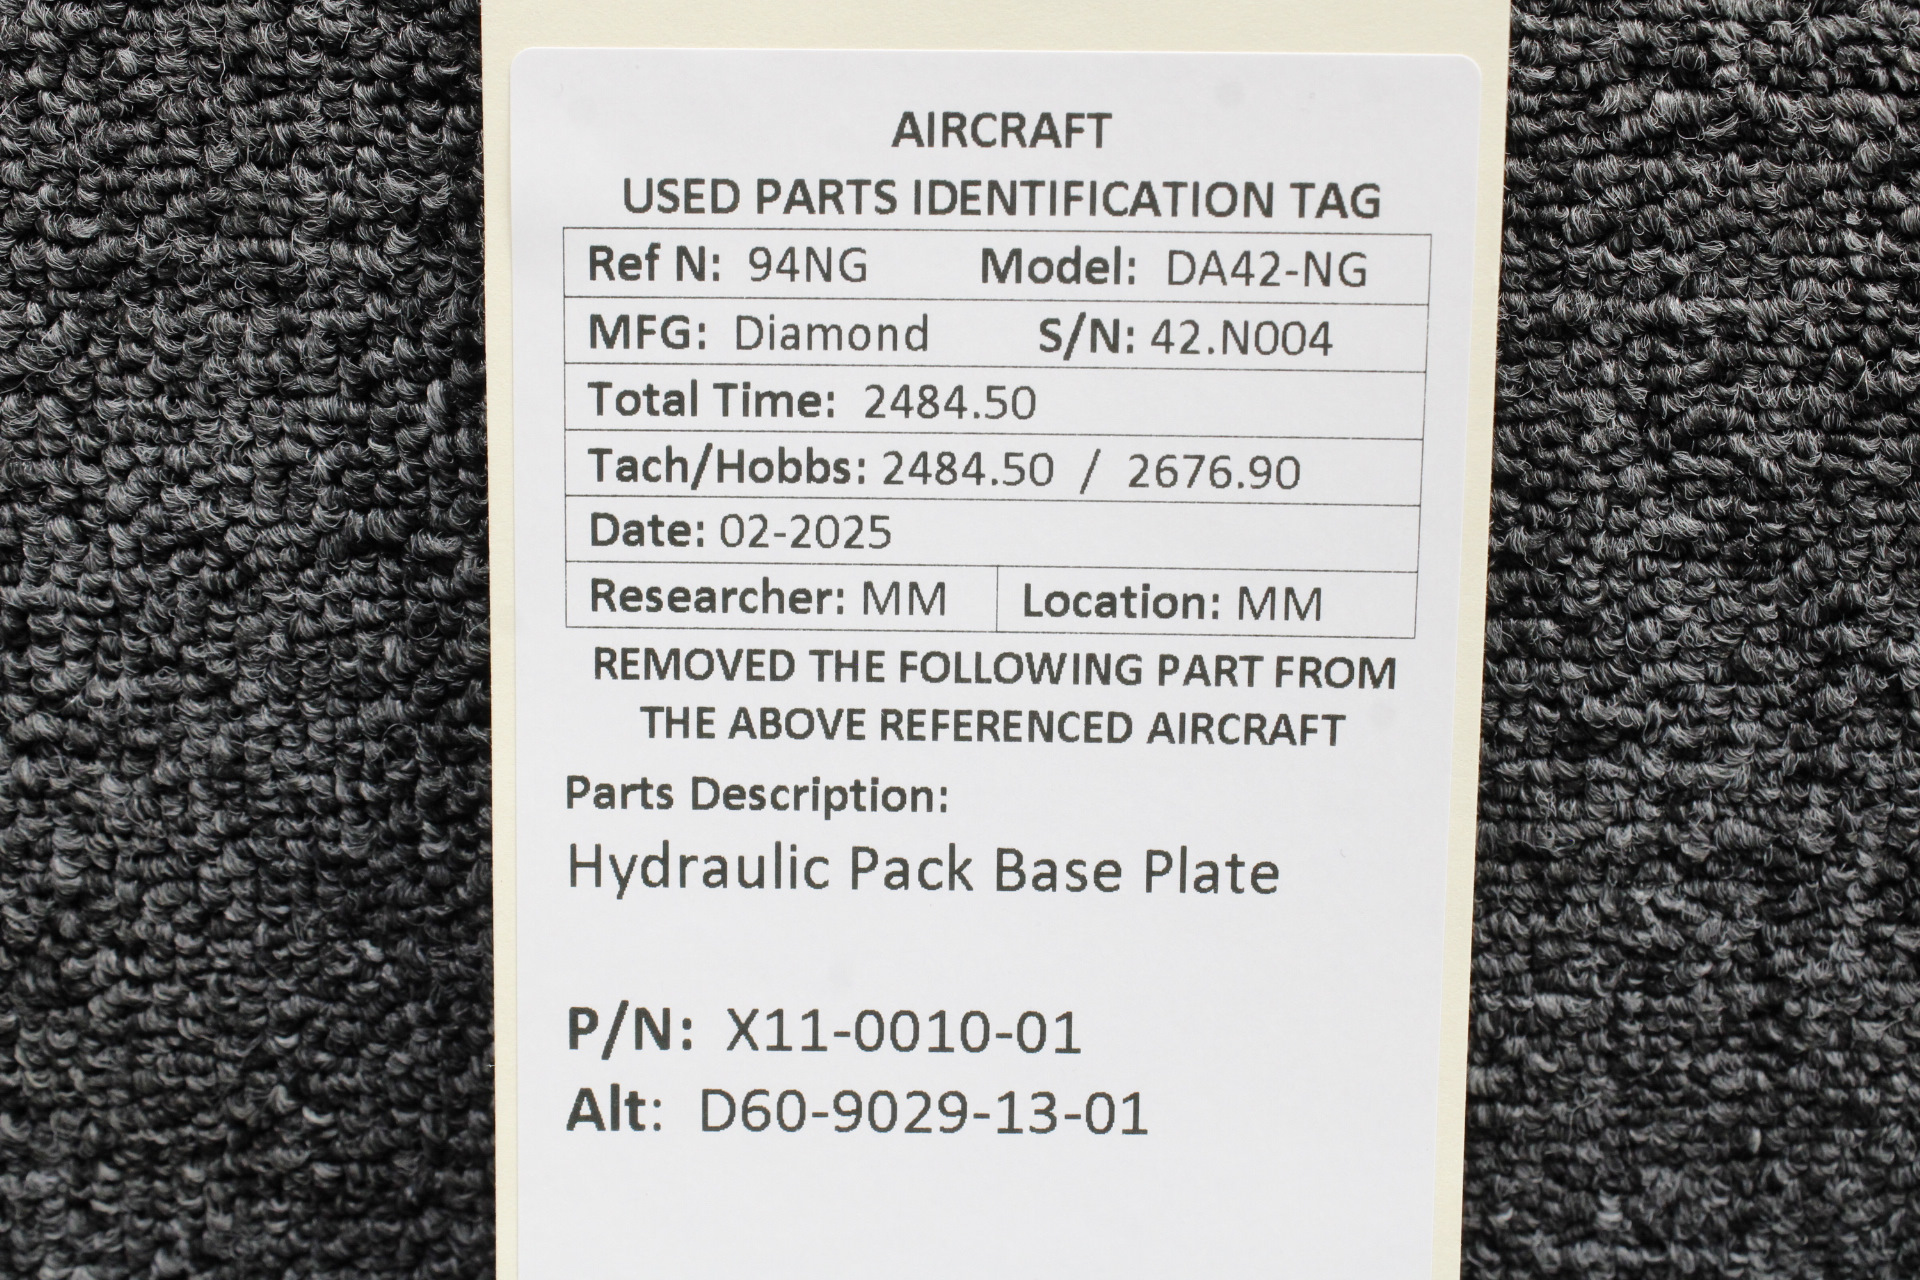 AIRCRAFT
USED PARTS IDENTIFICATION TAG
Ref N: 94NG Model: DA42-NG
MFG: Diamond S/N: 42.N004
Total Time: 2484.50
Tach/Hobbs: 2484.50 / 2676.90
Date: 02-2025
Researcher: MM Location: MM
REMOVED THE FOLLOWING PART FROM
THE ABOVE REFERENCED AIRCRAFT
Parts Description:
Hydraulic Pack Base Plate
P/N: X11-0010-01
Alt: D60-9029-13-01